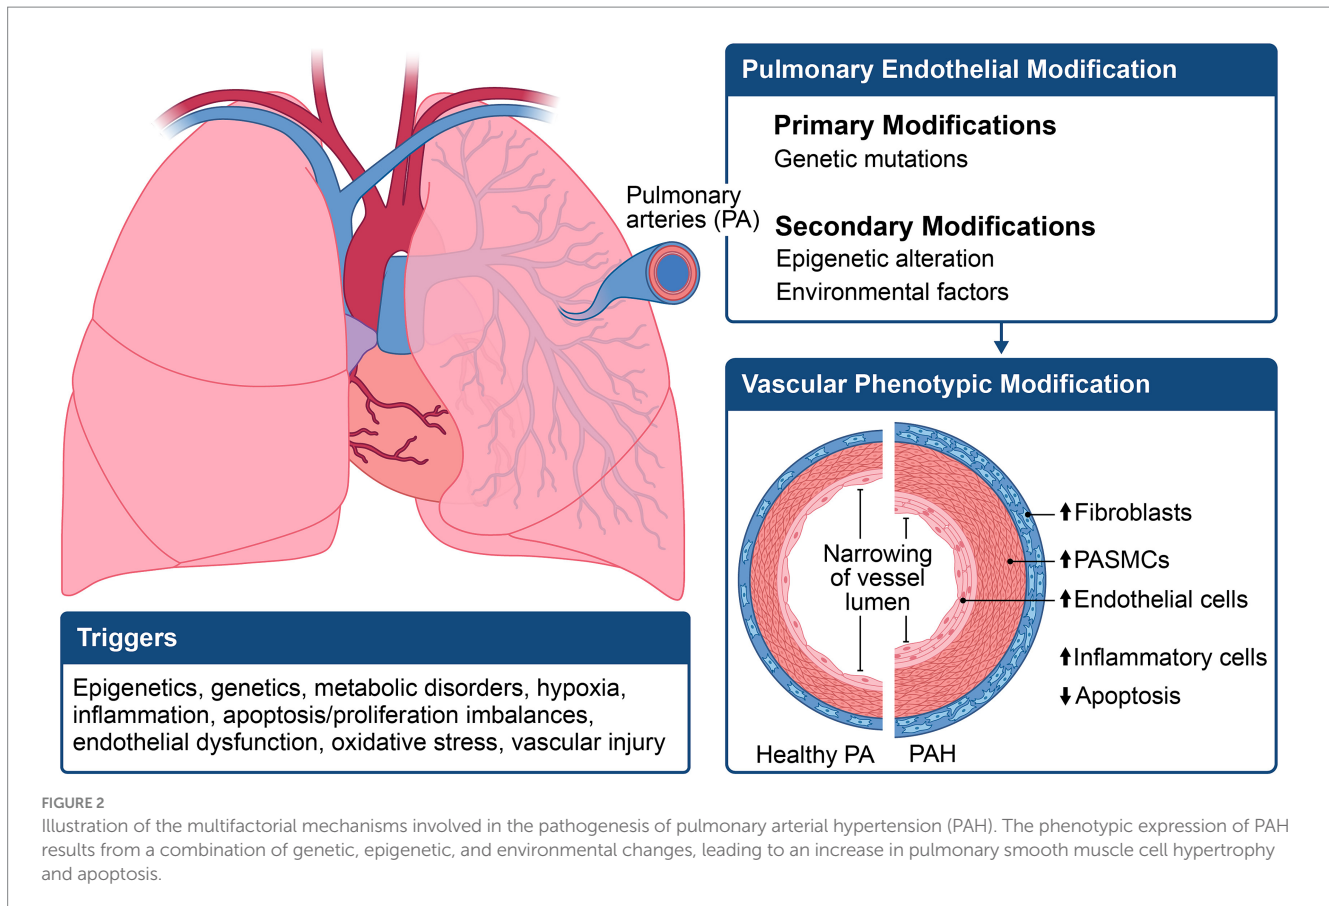 Pulmonary
arteries (PA)
Pulmonary Endothelial Modification
Primary Modifications
Genetic mutations
Secondary Modifications
Epigenetic alteration
Environmental factors
Vascular Phenotypic Modification
Narrowing
of vessel
lumen
↑Fibroblasts
↑PASMCs
↑Endothelial cells
↑Inflammatory cells
↓Apoptosis
Healthy PA
PAH
Triggers
Epigenetics, genetics, metabolic disorders, hypoxia,
inflammation, apoptosis/proliferation imbalances,
endothelial dysfunction, oxidative stress, vascular injury
FIGURE 2
Illustration of the multifactorial mechanisms involved in the pathogenesis of pulmonary arterial hypertension (PAH). The phenotypic expression of PAH
results from a combination of genetic, epigenetic, and environmental changes, leading to an increase in pulmonary smooth muscle cell hypertrophy
and apoptosis.